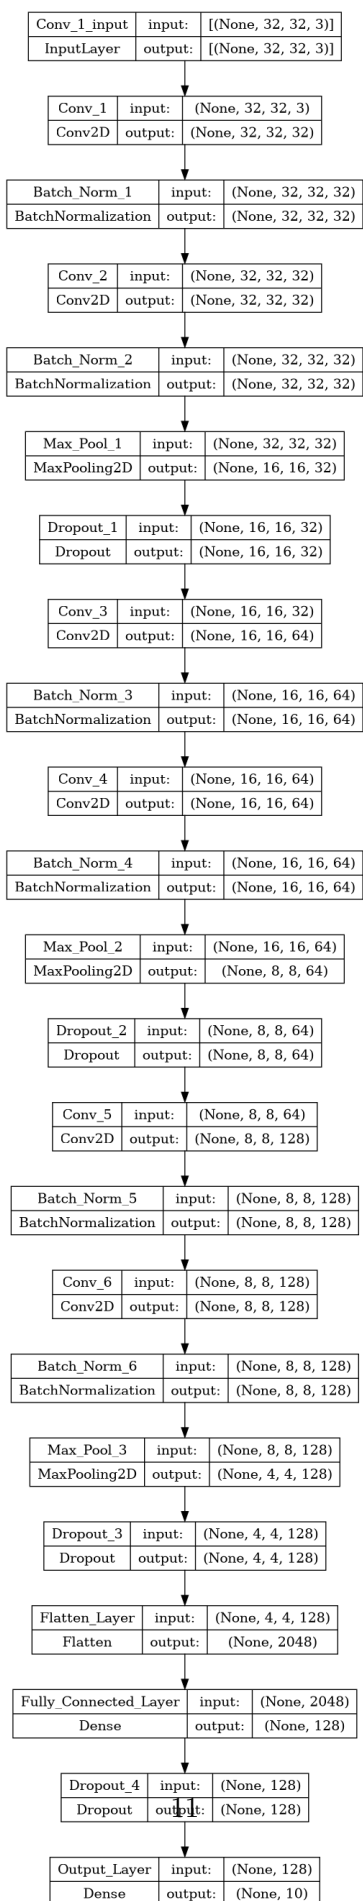 Conv_1_input input: [(None, 32, 32, 3)]
InputLayer output: [(None, 32, 32, 3)]
Conv_1 input: (None, 32, 32, 3)
Conv2D output: (None, 32, 32, 32)
Batch_Norm_1 input: (None, 32, 32, 32)
BatchNormalization output: (None, 32, 32, 32)
Conv_2 input: (None, 32, 32, 32)
Conv2D output: (None, 32, 32, 32)
Batch_Norm_2 input: (None, 32, 32, 32)
BatchNormalization output: (None, 32, 32, 32)
Max_Pool_1 input: (None, 32, 32, 32)
MaxPooling2D output: (None, 16, 16, 32)
Dropout_1 input: (None, 16, 16, 32)
Dropout output: (None, 16, 16, 32)
Conv_3 input: (None, 16, 16, 32)
Conv2D output: (None, 16, 16, 64)
Batch_Norm_3 input: (None, 16, 16, 64)
BatchNormalization output: (None, 16, 16, 64)
Conv_4 input: (None, 16, 16, 64)
Conv2D output: (None, 16, 16, 64)
Batch_Norm_4 input: (None, 16, 16, 64)
BatchNormalization output: (None, 16, 16, 64)
Max_Pool_2 input: (None, 16, 16, 64)
MaxPooling2D output: (None, 8, 8, 64)
Dropout_2 input: (None, 8, 8, 64)
Dropout output: (None, 8, 8, 64)
Conv_5 input: (None, 8, 8, 64)
Conv2D output: (None, 8, 8, 128)
Batch_Norm_5 input: (None, 8, 8, 128)
BatchNormalization output: (None, 8, 8, 128)
Conv_6 input: (None, 8, 8, 128)
Conv2D output: (None, 8, 8, 128)
Batch_Norm_6 input: (None, 8, 8, 128)
BatchNormalization output: (None, 8, 8, 128)
Max_Pool_3 input: (None, 8, 8, 128)
MaxPooling2D output: (None, 4, 4, 128)
Dropout_3 input: (None, 4, 4, 128)
Dropout output: (None, 4, 4, 128)
Flatten_Layer input: (None, 4, 4, 128)
Flatten output: (None, 2048)
Fully_Connected_Layer input: (None, 2048)
Dense output: (None, 128)
Dropout_4 input: (None, 128)
Dropout output: (None, 128)
11
Output_Layer input: (None, 128)
Dense output: (None, 10)